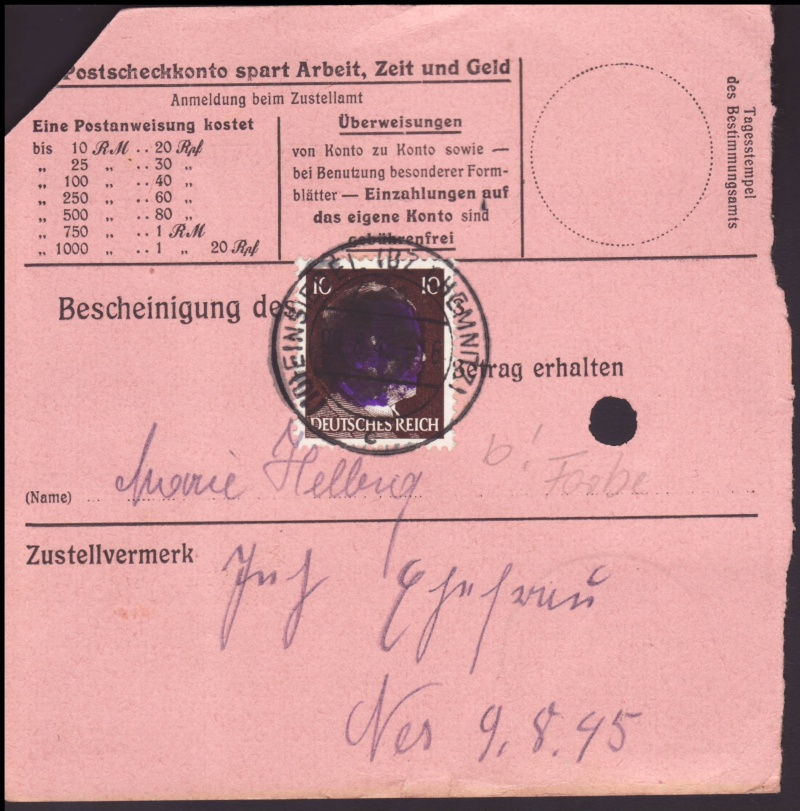 Postscheckkonto spart Arbeit, Zeit und Geld
Anmeldung beim Zustellamt
Eine Postanweisung kostet
bis 10 RM .. 20 Rpf
„ 25 „ .. 30 „
„ 100 „ .. 40 „
„ 250 „ .. 60 „
„ 500 „ .. 80 „
„ 750 „ .. 1 RM
„ 1000 „ .. 1 „ 20 Rpf
Überweisungen
von Konto zu Konto sowie —
bei Benutzung besonderer Form-
blätter — Einzahlungen auf
das eigene Konto sind
gebührenfrei
Tagesstempel
des Bestimmungsamts
Bescheinigung des
10 10
DEUTSCHES REICH
CHEMNITZ)
c
Betrag erhalten
b! Farbe
(Name) Marie Helbig
Zustellvermerk
Ehefrau
9.8.45